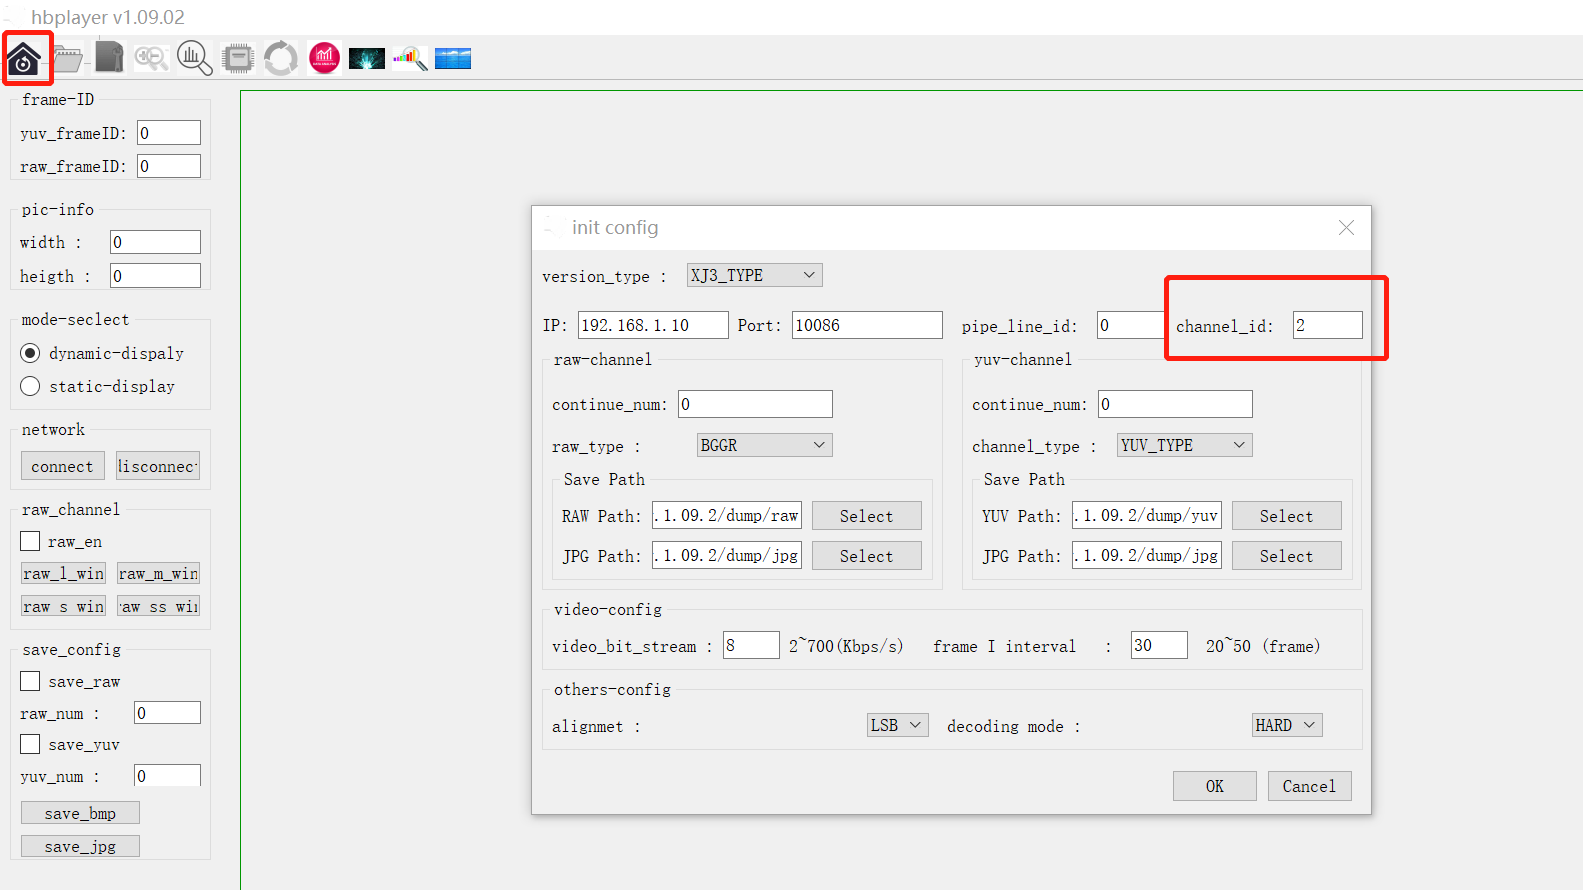 hbplayer v1.09.02
frame-ID
yuv_frameID: 0
raw_frameID: 0
pic-info
width : 0
heigth : 0
mode-seclect
dynamic-dispaly
static-display
network
connect
lisconnec
raw_channel
raw_en
raw_l_win
raw_m_win
raw_s_win
aw_ss_wi
save_config
save_raw
raw_num : 0
save_yuv
yuv_num : 0
save_bmp
save_jpg
init config
version_type : XJ3_TYPE
IP: 192.168.1.10 Port: 10086 pipe_line_id: 0 channel_id: 2
raw-channel
continue_num: 0
raw_type : BGGR
Save Path
RAW Path: .1.09.2/dump/raw Select
JPG Path: .1.09.2/dump/jpg Select
yuv-channel
continue_num: 0
channel_type : YUV_TYPE
Save Path
YUV Path: .1.09.2/dump/yuv Select
JPG Path: .1.09.2/dump/jpg Select
video-config
video_bit_stream : 8 2~700(Kbps/s) frame I interval : 30 20~50 (frame)
others-config
alignmet : LSB decoding mode : HARD
OK Cancel